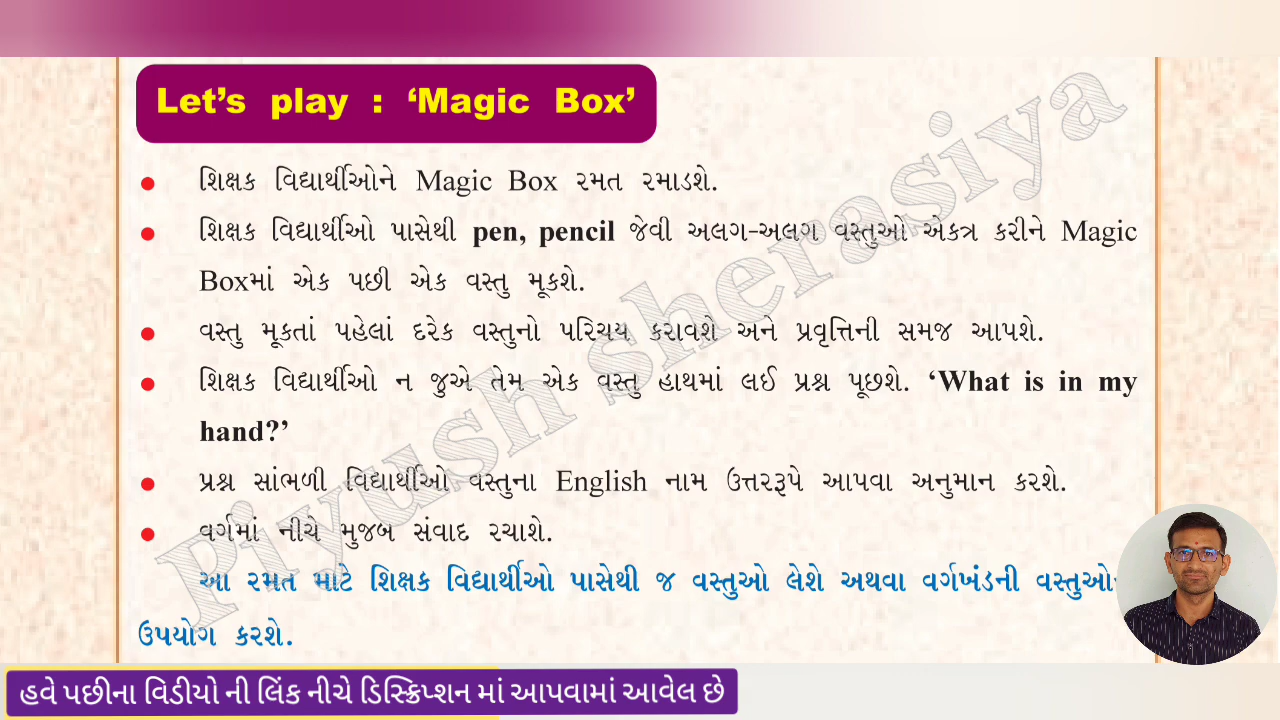 Let's play : 'Magic Box'
શિક્ષક વિદ્યાર્થીઓને Magic Box રમત રમાડશે.
શિક્ષક વિદ્યાર્થીઓ પાસેથી pen, pencil જેવી અલગ-અલગ વસ્તુઓ એકત્ર કરીને Magic
Boxમાં એક પછી એક વસ્તુ મૂકશે.
વસ્તુ મૂકતાં પહેલાં દરેક વસ્તુનો પરિચય કરાવશે અને પ્રવૃત્તિની સમજ આપશે.
શિક્ષક વિદ્યાર્થીઓ ન જુએ તેમ એક વસ્તુ હાથમાં લઈ પ્રશ્ન પૂછશે. 'What is in my
hand?'
પ્રશ્ન સાંભળી વિદ્યાર્થીઓ વસ્તુના English નામ ઉત્તરરૂપે આપવા અનુમાન કરશે.
વર્ગમાં નીચે મુજબ સંવાદ રચાશે.
આ રમત માટે શિક્ષક વિદ્યાર્થીઓ પાસેથી જ વસ્તુઓ લેશે અથવા વર્ગખંડની
ઉપયોગ કરશે.
હવે પછીના વિડીયો ની લિંક નીચે ડિસ્ક્રિપ્શન માં આપવામાં આવેલ છે
Piyush sherasiya